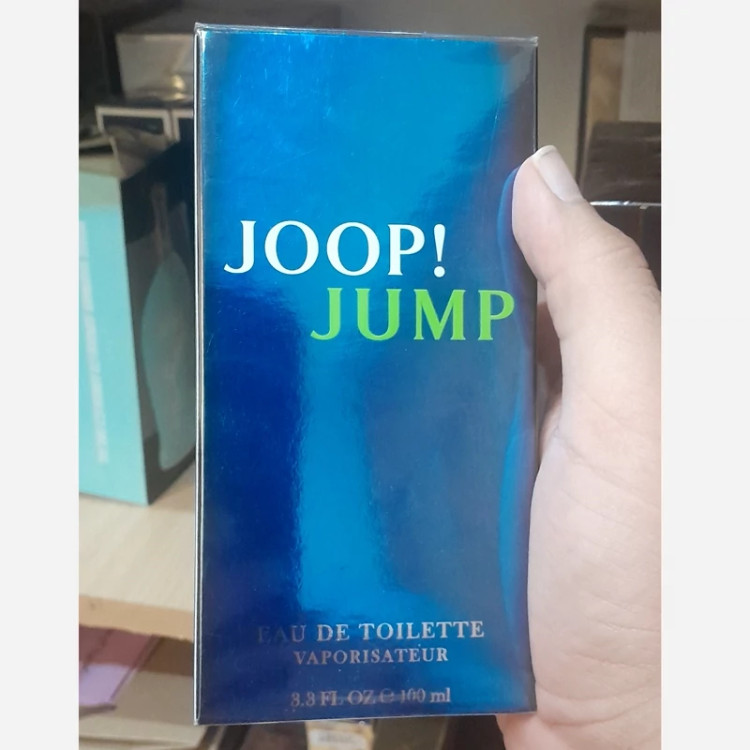 JOOP!
JUMP
EAU DE TOILETTE
VAPORISATEUR
3.3 FL. OZ ℮ 100 ml